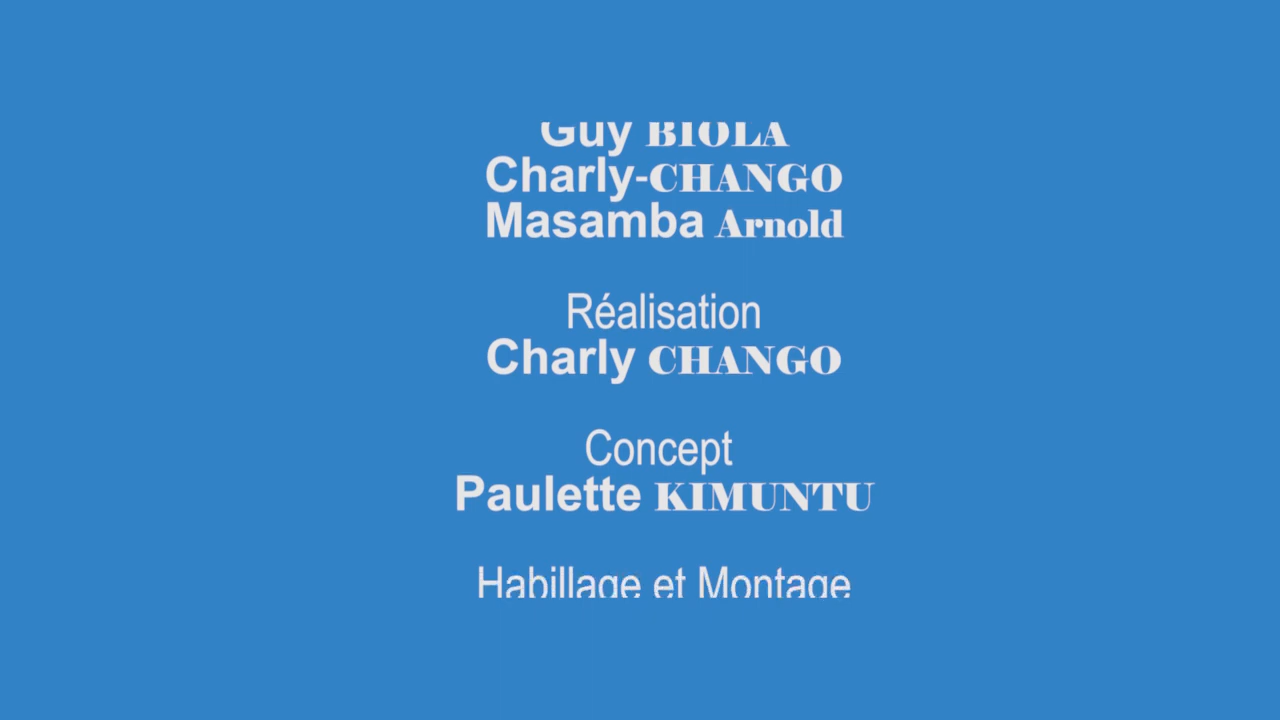 Guy BIOLA
Charly-CHANGO
Masamba Arnold
Réalisation
Charly CHANGO
Concept
Paulette KIMUNTU
Habillage et Montage